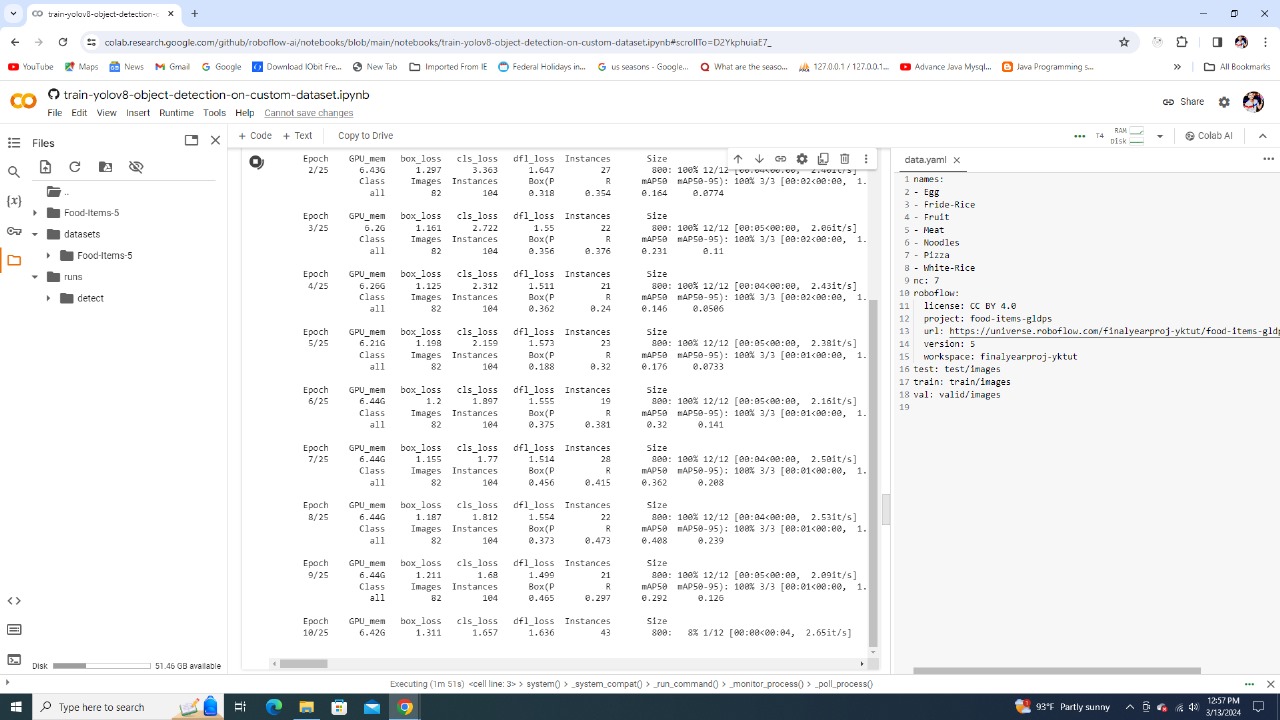 train-yolov8-object-detection-c
colab.research.google.com/github/roboflow-ai/notebooks/blob/main/notebooks/train-yolov8-object-detection-on-custom-dataset.ipynb#scrollTo=D2YkphuiaE7_
YouTube Maps News Gmail Google Download IObit Fre... New Tab Imported From IE Federal Holidays in... us seasons - Google... What are the seaso... 127.0.0.1 / 127.0.0.1... Advance Java Mysql... Java Programming s... All Bookmarks
train-yolov8-object-detection-on-custom-dataset.ipynb
File Edit View Insert Runtime Tools Help Cannot save changes
Share
+ Code + Text Copy to Drive
T4 RAM Disk Colab AI
Files
..
Food-Items-5
datasets
Food-Items-5
runs
detect
Disk 51.46 GB available
Epoch GPU_mem box_loss cls_loss dfl_loss Instances Size
2/25 6.43G 1.297 3.363 1.647 27 800: 100% 12/12 [00:04<00:00, 2.40it/s]
Class Images Instances Box(P R mAP50 mAP50-95): 100% 3/3 [00:02<00:00, 1.
all 82 104 0.318 0.354 0.164 0.0774
Epoch GPU_mem box_loss cls_loss dfl_loss Instances Size
3/25 6.2G 1.161 2.722 1.55 22 800: 100% 12/12 [00:05<00:00, 2.06it/s]
Class Images Instances Box(P R mAP50 mAP50-95): 100% 3/3 [00:02<00:00, 1.
all 82 104 0.356 0.376 0.231 0.11
Epoch GPU_mem box_loss cls_loss dfl_loss Instances Size
4/25 6.26G 1.125 2.312 1.511 21 800: 100% 12/12 [00:04<00:00, 2.43it/s]
Class Images Instances Box(P R mAP50 mAP50-95): 100% 3/3 [00:02<00:00, 1.
all 82 104 0.362 0.24 0.146 0.0506
Epoch GPU_mem box_loss cls_loss dfl_loss Instances Size
5/25 6.21G 1.198 2.159 1.573 23 800: 100% 12/12 [00:05<00:00, 2.38it/s]
Class Images Instances Box(P R mAP50 mAP50-95): 100% 3/3 [00:01<00:00, 1.
all 82 104 0.188 0.32 0.176 0.0733
Epoch GPU_mem box_loss cls_loss dfl_loss Instances Size
6/25 6.44G 1.2 1.897 1.555 19 800: 100% 12/12 [00:05<00:00, 2.16it/s]
Class Images Instances Box(P R mAP50 mAP50-95): 100% 3/3 [00:01<00:00, 1.
all 82 104 0.375 0.381 0.32 0.141
Epoch GPU_mem box_loss cls_loss dfl_loss Instances Size
7/25 6.44G 1.155 1.77 1.514 28 800: 100% 12/12 [00:04<00:00, 2.50it/s]
Class Images Instances Box(P R mAP50 mAP50-95): 100% 3/3 [00:01<00:00, 1.
all 82 104 0.456 0.415 0.362 0.208
Epoch GPU_mem box_loss cls_loss dfl_loss Instances Size
8/25 6.44G 1.187 1.812 1.554 22 800: 100% 12/12 [00:04<00:00, 2.53it/s]
Class Images Instances Box(P R mAP50 mAP50-95): 100% 3/3 [00:01<00:00, 1.
all 82 104 0.373 0.473 0.408 0.239
Epoch GPU_mem box_loss cls_loss dfl_loss Instances Size
9/25 6.44G 1.211 1.68 1.499 21 800: 100% 12/12 [00:05<00:00, 2.09it/s]
Class Images Instances Box(P R mAP50 mAP50-95): 100% 3/3 [00:01<00:00, 1.
all 82 104 0.465 0.297 0.292 0.126
Epoch GPU_mem box_loss cls_loss dfl_loss Instances Size
10/25 6.42G 1.311 1.657 1.636 43 800: 8% 1/12 [00:00<00:04, 2.65it/s]
data.yaml
1 names:
2 - Egg
3 - Fride-Rice
4 - Fruit
5 - Meat
6 - Noodles
7 - Pizza
8 - White-Rice
9 nc: 7
10 roboflow:
11 license: CC BY 4.0
12 project: food-items-gldps
13 url: https://universe.roboflow.com/finalyearproj-yktut/food-items-gldp
14 version: 5
15 workspace: finalyearproj-yktut
16 test: test/images
17 train: train/images
18 val: valid/images
19
Executing (1m 51s) <cell line: 3> > system() > _system_compat() > _run_command() > _monitor_process() > _poll_process()
Type here to search
93°F Partly sunny
12:57 PM
3/13/2024